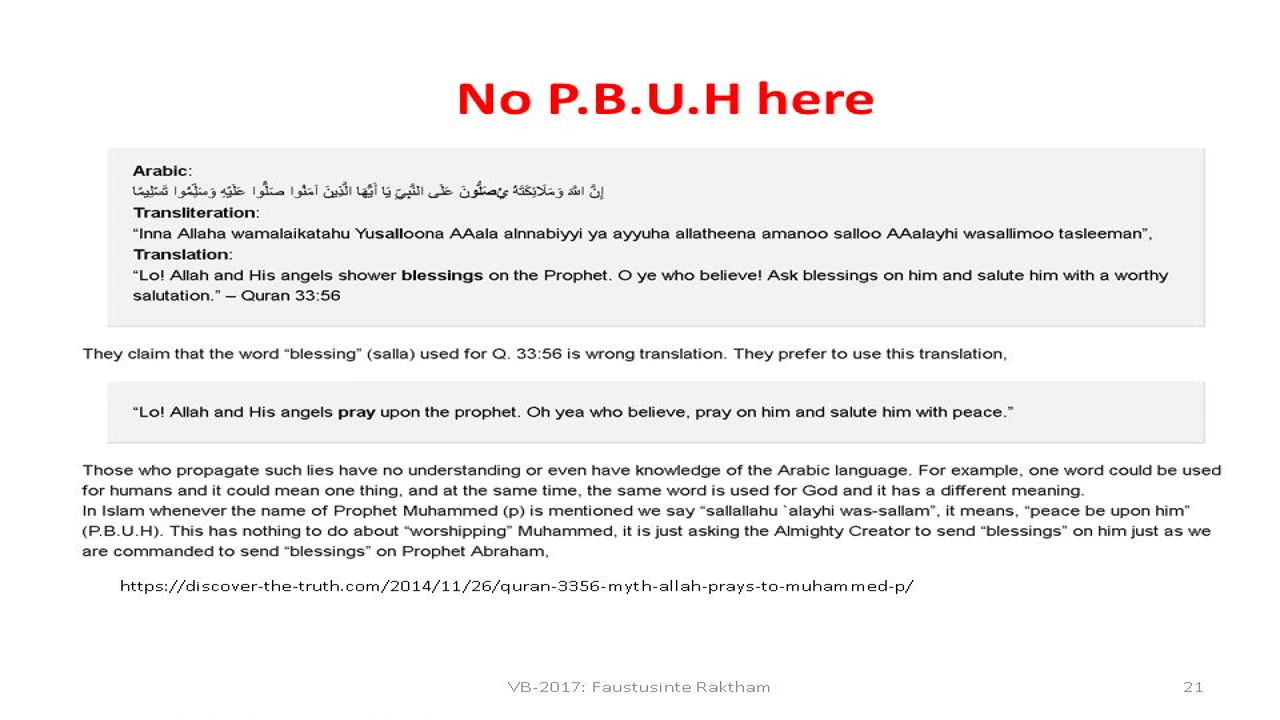 No P.B.U.H here
Arabic:
إِنَّ اللَّهَ وَمَلَائِكَتَهُ يُصَلُّونَ عَلَى النَّبِيِّ يَا أَيُّهَا الَّذِينَ آمَنُوا صَلُّوا عَلَيْهِ وَسَلِّمُوا تَسْلِيمًا
Transliteration:
“Inna Allaha wamalaikatahu Yusalloona AAala alnnabiyyi ya ayyuha allatheena amanoo salloo AAalayhi wasallimoo tasleeman”,
Translation:
“Lo! Allah and His angels shower blessings on the Prophet. O ye who believe! Ask blessings on him and salute him with a worthy
salutation.” – Quran 33:56
They claim that the word “blessing” (salla) used for Q. 33:56 is wrong translation. They prefer to use this translation,
“Lo! Allah and His angels pray upon the prophet. Oh yea who believe, pray on him and salute him with peace.”
Those who propagate such lies have no understanding or even have knowledge of the Arabic language. For example, one word could be used
for humans and it could mean one thing, and at the same time, the same word is used for God and it has a different meaning.
In Islam whenever the name of Prophet Muhammed (p) is mentioned we say “sallallahu `alayhi was-sallam”, it means, “peace be upon him”
(P.B.U.H). This has nothing to do about “worshipping” Muhammed, it is just asking the Almighty Creator to send “blessings” on him just as we
are commanded to send “blessings” on Prophet Abraham,
https://discover-the-truth.com/2014/11/26/quran-3356-myth-allah-prays-to-muhammed-p/
VB-2017: Faustusinte Raktham
21